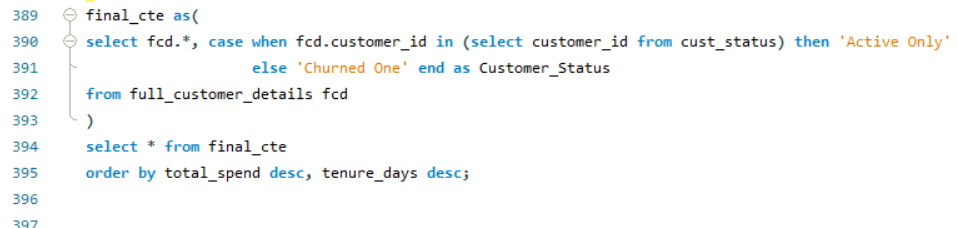 389 final_cte as(
390 select fcd.*, case when fcd.customer_id in (select customer_id from cust_status) then 'Active Only'
391 else 'Churned One' end as Customer_Status
392 from full_customer_details fcd
393 )
394 select * from final_cte
395 order by total_spend desc, tenure_days desc;
396
397